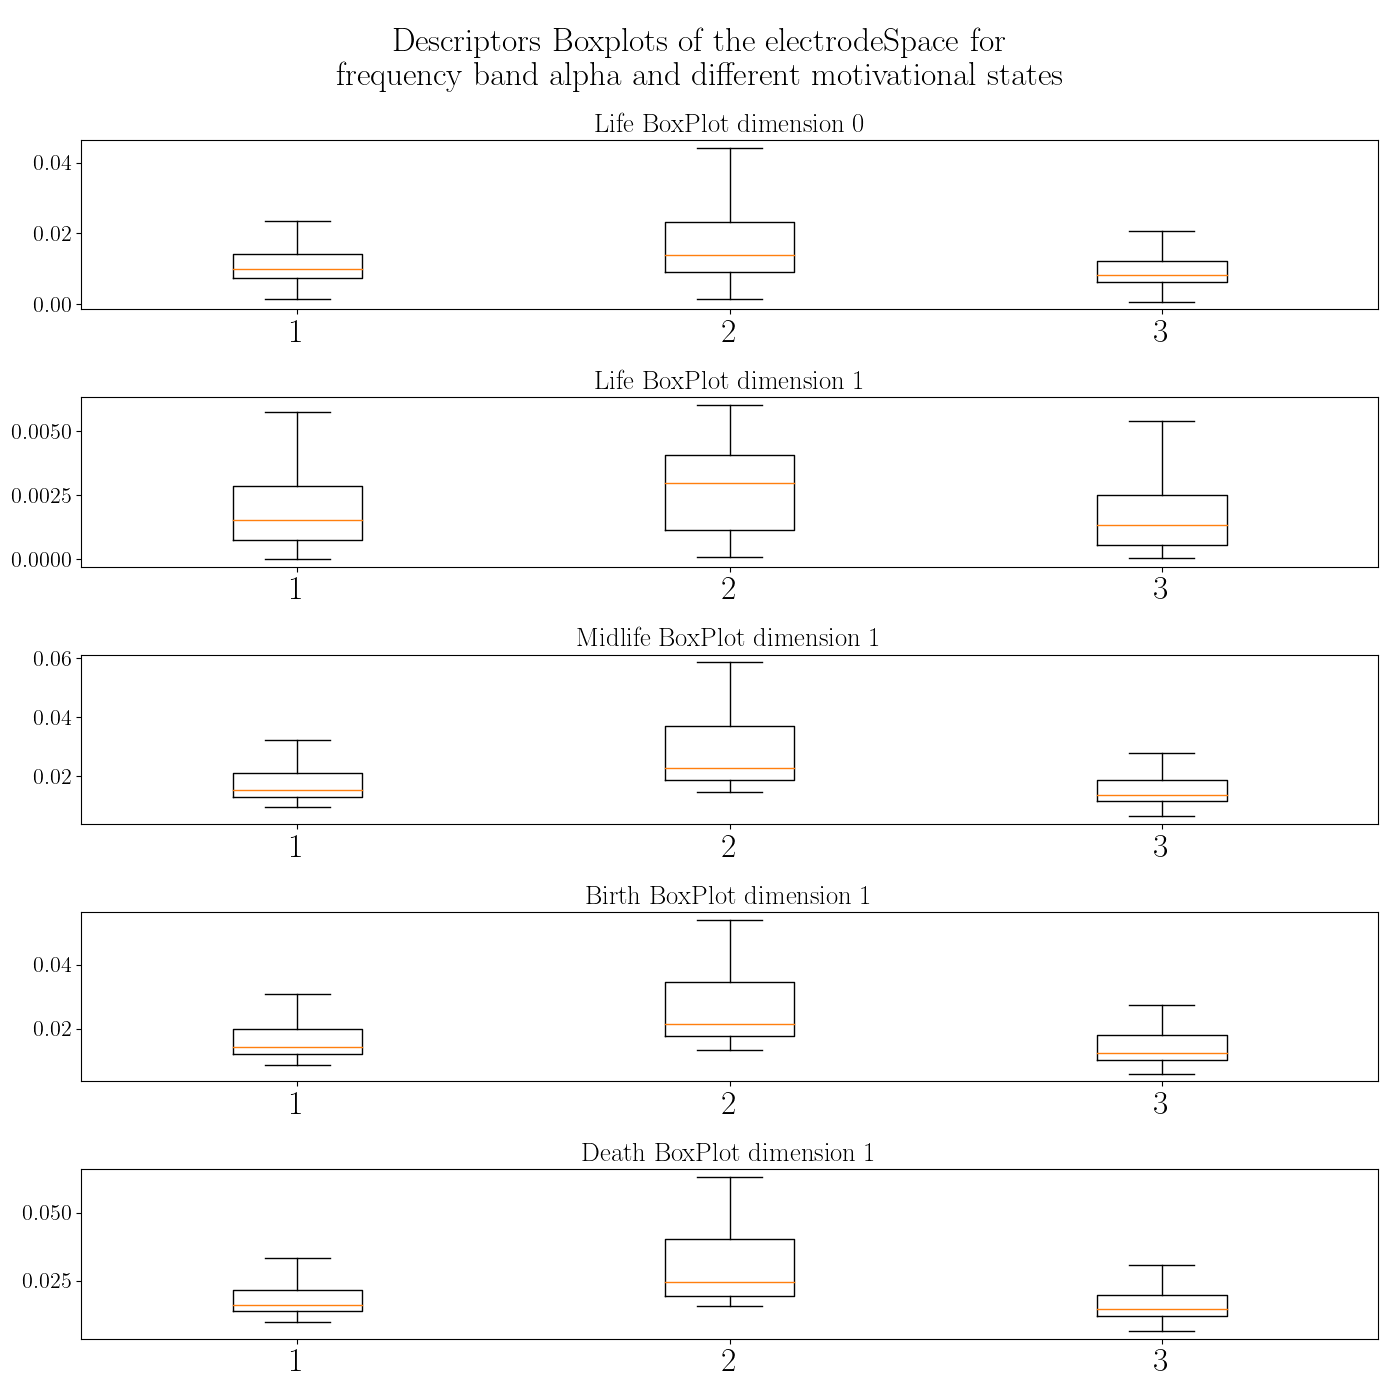 Descriptors Boxplots of the electrodeSpace for
frequency band alpha and different motivational states
Life BoxPlot dimension 0
0.04
0.02
0.00
1 2 3
Life BoxPlot dimension 1
0.0050
0.0025
0.0000
1 2 3
Midlife BoxPlot dimension 1
0.06
0.04
0.02
1 2 3
Birth BoxPlot dimension 1
0.04
0.02
1 2 3
Death BoxPlot dimension 1
0.050
0.025
1 2 3